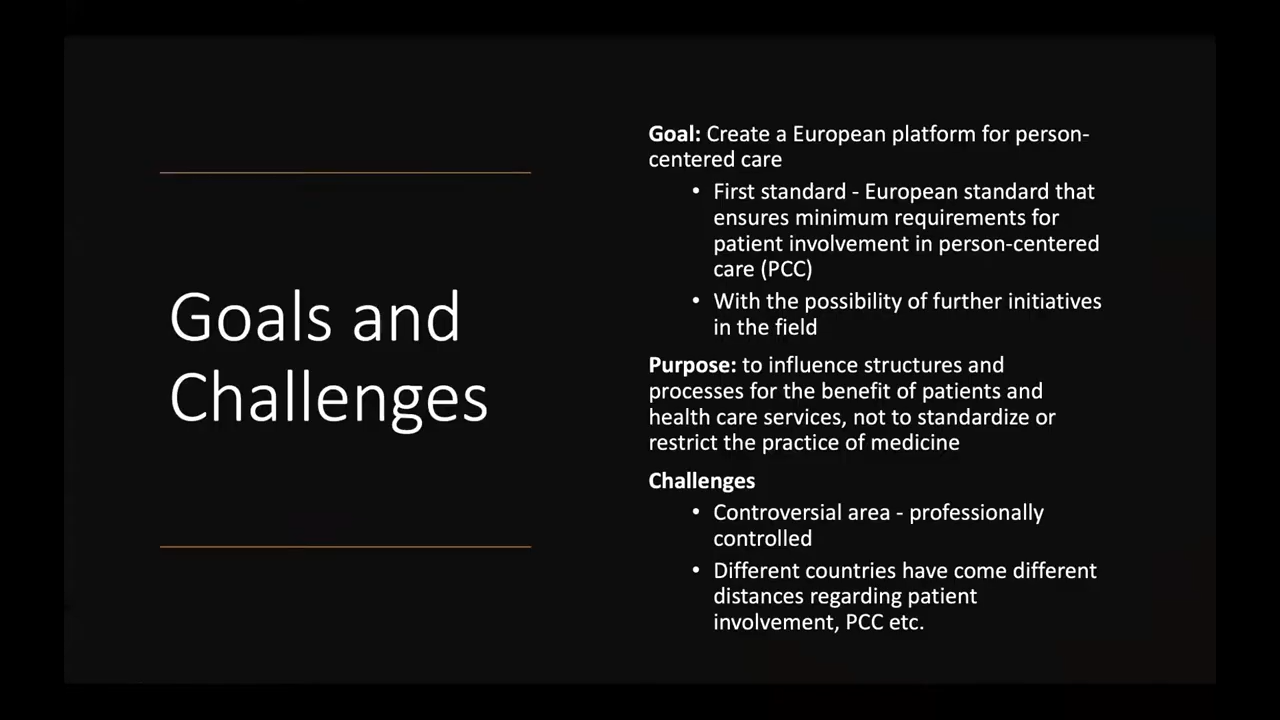 Goals and
Challenges
Goal: Create a European platform for person-
centered care
• First standard - European standard that
ensures minimum requirements for
patient involvement in person-centered
care (PCC)
• With the possibility of further initiatives
in the field
Purpose: to influence structures and
processes for the benefit of patients and
health care services, not to standardize or
restrict the practice of medicine
Challenges
• Controversial area - professionally
controlled
• Different countries have come different
distances regarding patient
involvement, PCC etc.